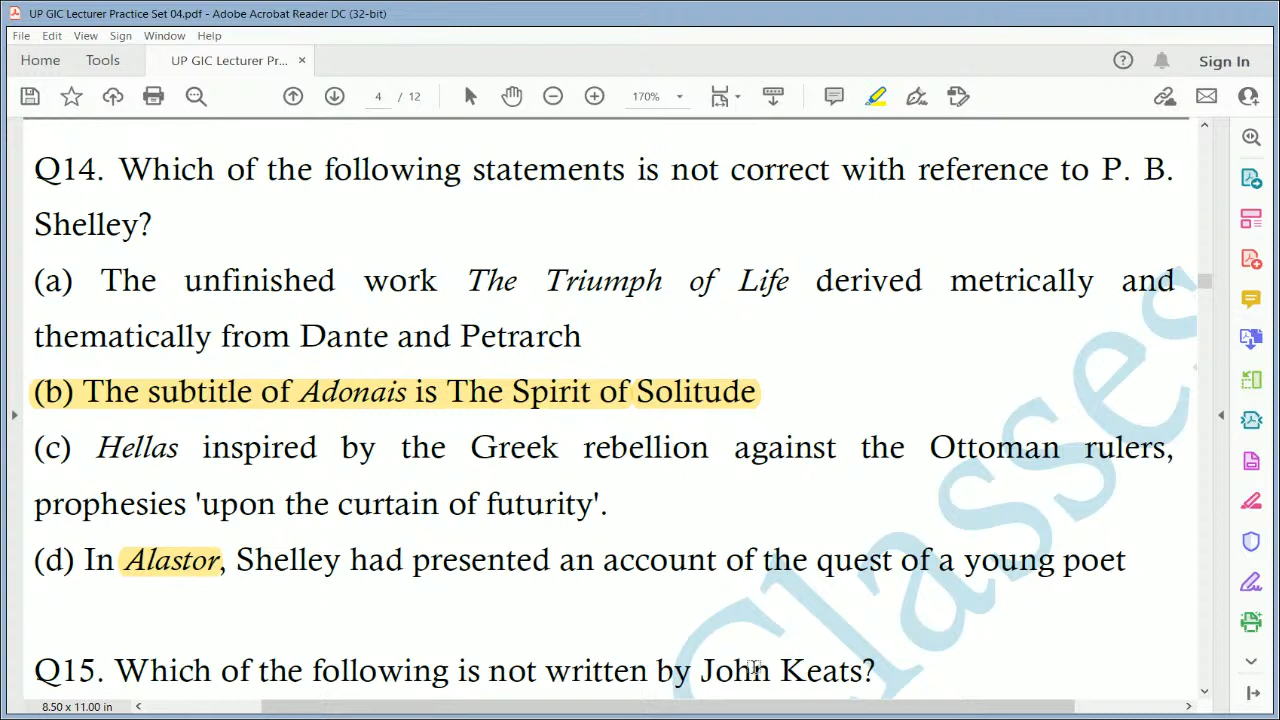 UP GIC Lecturer Practice Set 04.pdf - Adobe Acrobat Reader DC (32-bit)
File Edit View Sign Window Help
Home Tools UP GIC Lecturer Pr... × Sign In
4 / 12 170%
Q14. Which of the following statements is not correct with reference to P. B.
Shelley?
(a) The unfinished work The Triumph of Life derived metrically and
thematically from Dante and Petrarch
(b) The subtitle of Adonais is The Spirit of Solitude
(c) Hellas inspired by the Greek rebellion against the Ottoman rulers,
prophesies 'upon the curtain of futurity'.
(d) In Alastor, Shelley had presented an account of the quest of a young poet
Classes
Q15. Which of the following is not written by John Keats?
8.50 x 11.00 in